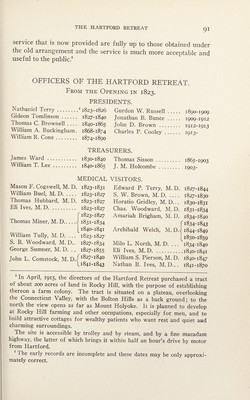 THE HARTFORD RETREAT 91
service that is now provided are fully up to those obtained under
the old arrangement and the service is much more acceptable and
useful to the public.¹
OFFICERS OF THE HARTFORD RETREAT.
From the Opening in 1823.
PRESIDENTS.
Nathaniel Terry ........ ²1823-1826
Gideon Tomlinson ...... 1827-1840
Thomas C. Brownell .... 1840-1865
William A. Buckingham. 1868-1874
William R. Cone ........ 1874-1890
Gordon W. Russell ..... 1890-1909
Jonathan B. Bunce ..... 1909-1912
John D. Brown ......... 1912-1913
Charles P. Cooley ...... 1913-
TREASURERS.
James Ward ............ 1830-1840
William T. Lee ......... 1840-1865
Thomas Sisson ......... 1865-1903
J. M. Holcombe ........ 1903-
MEDICAL VISITORS.
Mason F. Cogswell, M. D. 1823-1831
William Buel, M. D. .... 1823-1827
Thomas Hubbard, M. D. 1823-1837
Eli Ives, M. D. .......... 1823-1827
Thomas Miner, M. D. { 1823-1827
1831-1834
1840-1841
William Tully, M. D. ... 1823-1827
S. B. Woodward, M. D. 1827-1834
George Sumner, M. D. .. 1827-1851
John L. Comstock, M. D. { 1827-1840
1841-1843
Edward P. Terry, M. D. 1827-1843
S. W. Brown, M. D. .... 1827-1830
Horatio Gridley, M. D. .. 1830-1831
Chas. Woodward, M. D. 1831-1834
Amariah Brigham, M. D. { 1834-1840
Archibald Welch, M. D. {
Milo L. North, M. D. ... 1834-1840
Eli Ives, M. D. .......... 1840-1841
William S. Pierson, M. D. 1840-1847
Nathan B. Ives, M. D. .. 1841-1850
¹ In April, 1913, the directors of the Hartford Retreat purchased a tract
of about 200 acres of land in Rocky Hill, with the purpose of establishing
thereon a farm colony. The tract is situated on a plateau, overlooking
the Connecticut Valley, with the Bolton Hills as a back ground; to the
north the view opens as far as Mount Holyoke. It is planned to develop
at Rocky Hill farming and other occupations, especially for men, and to
build attractive cottages for wealthy patients who want rest and quiet and
charming surroundings.
The site is accessible by trolley and by steam, and by a fine macadam
highway, the latter of which brings it within half an hour's drive by motor
from Hartford.
² The early records are incomplete and these dates may be only approxi-
mately correct.